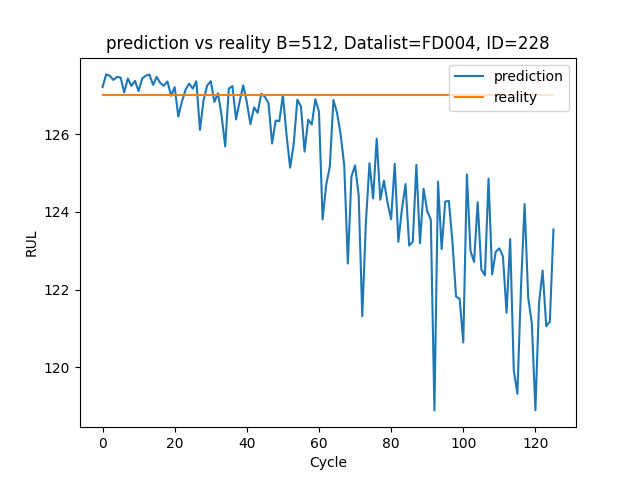 prediction vs reality B=512, Datalist=FD004, ID=228
prediction
reality
126
124
122
120
RUL
0 20 40 60 80 100 120
Cycle